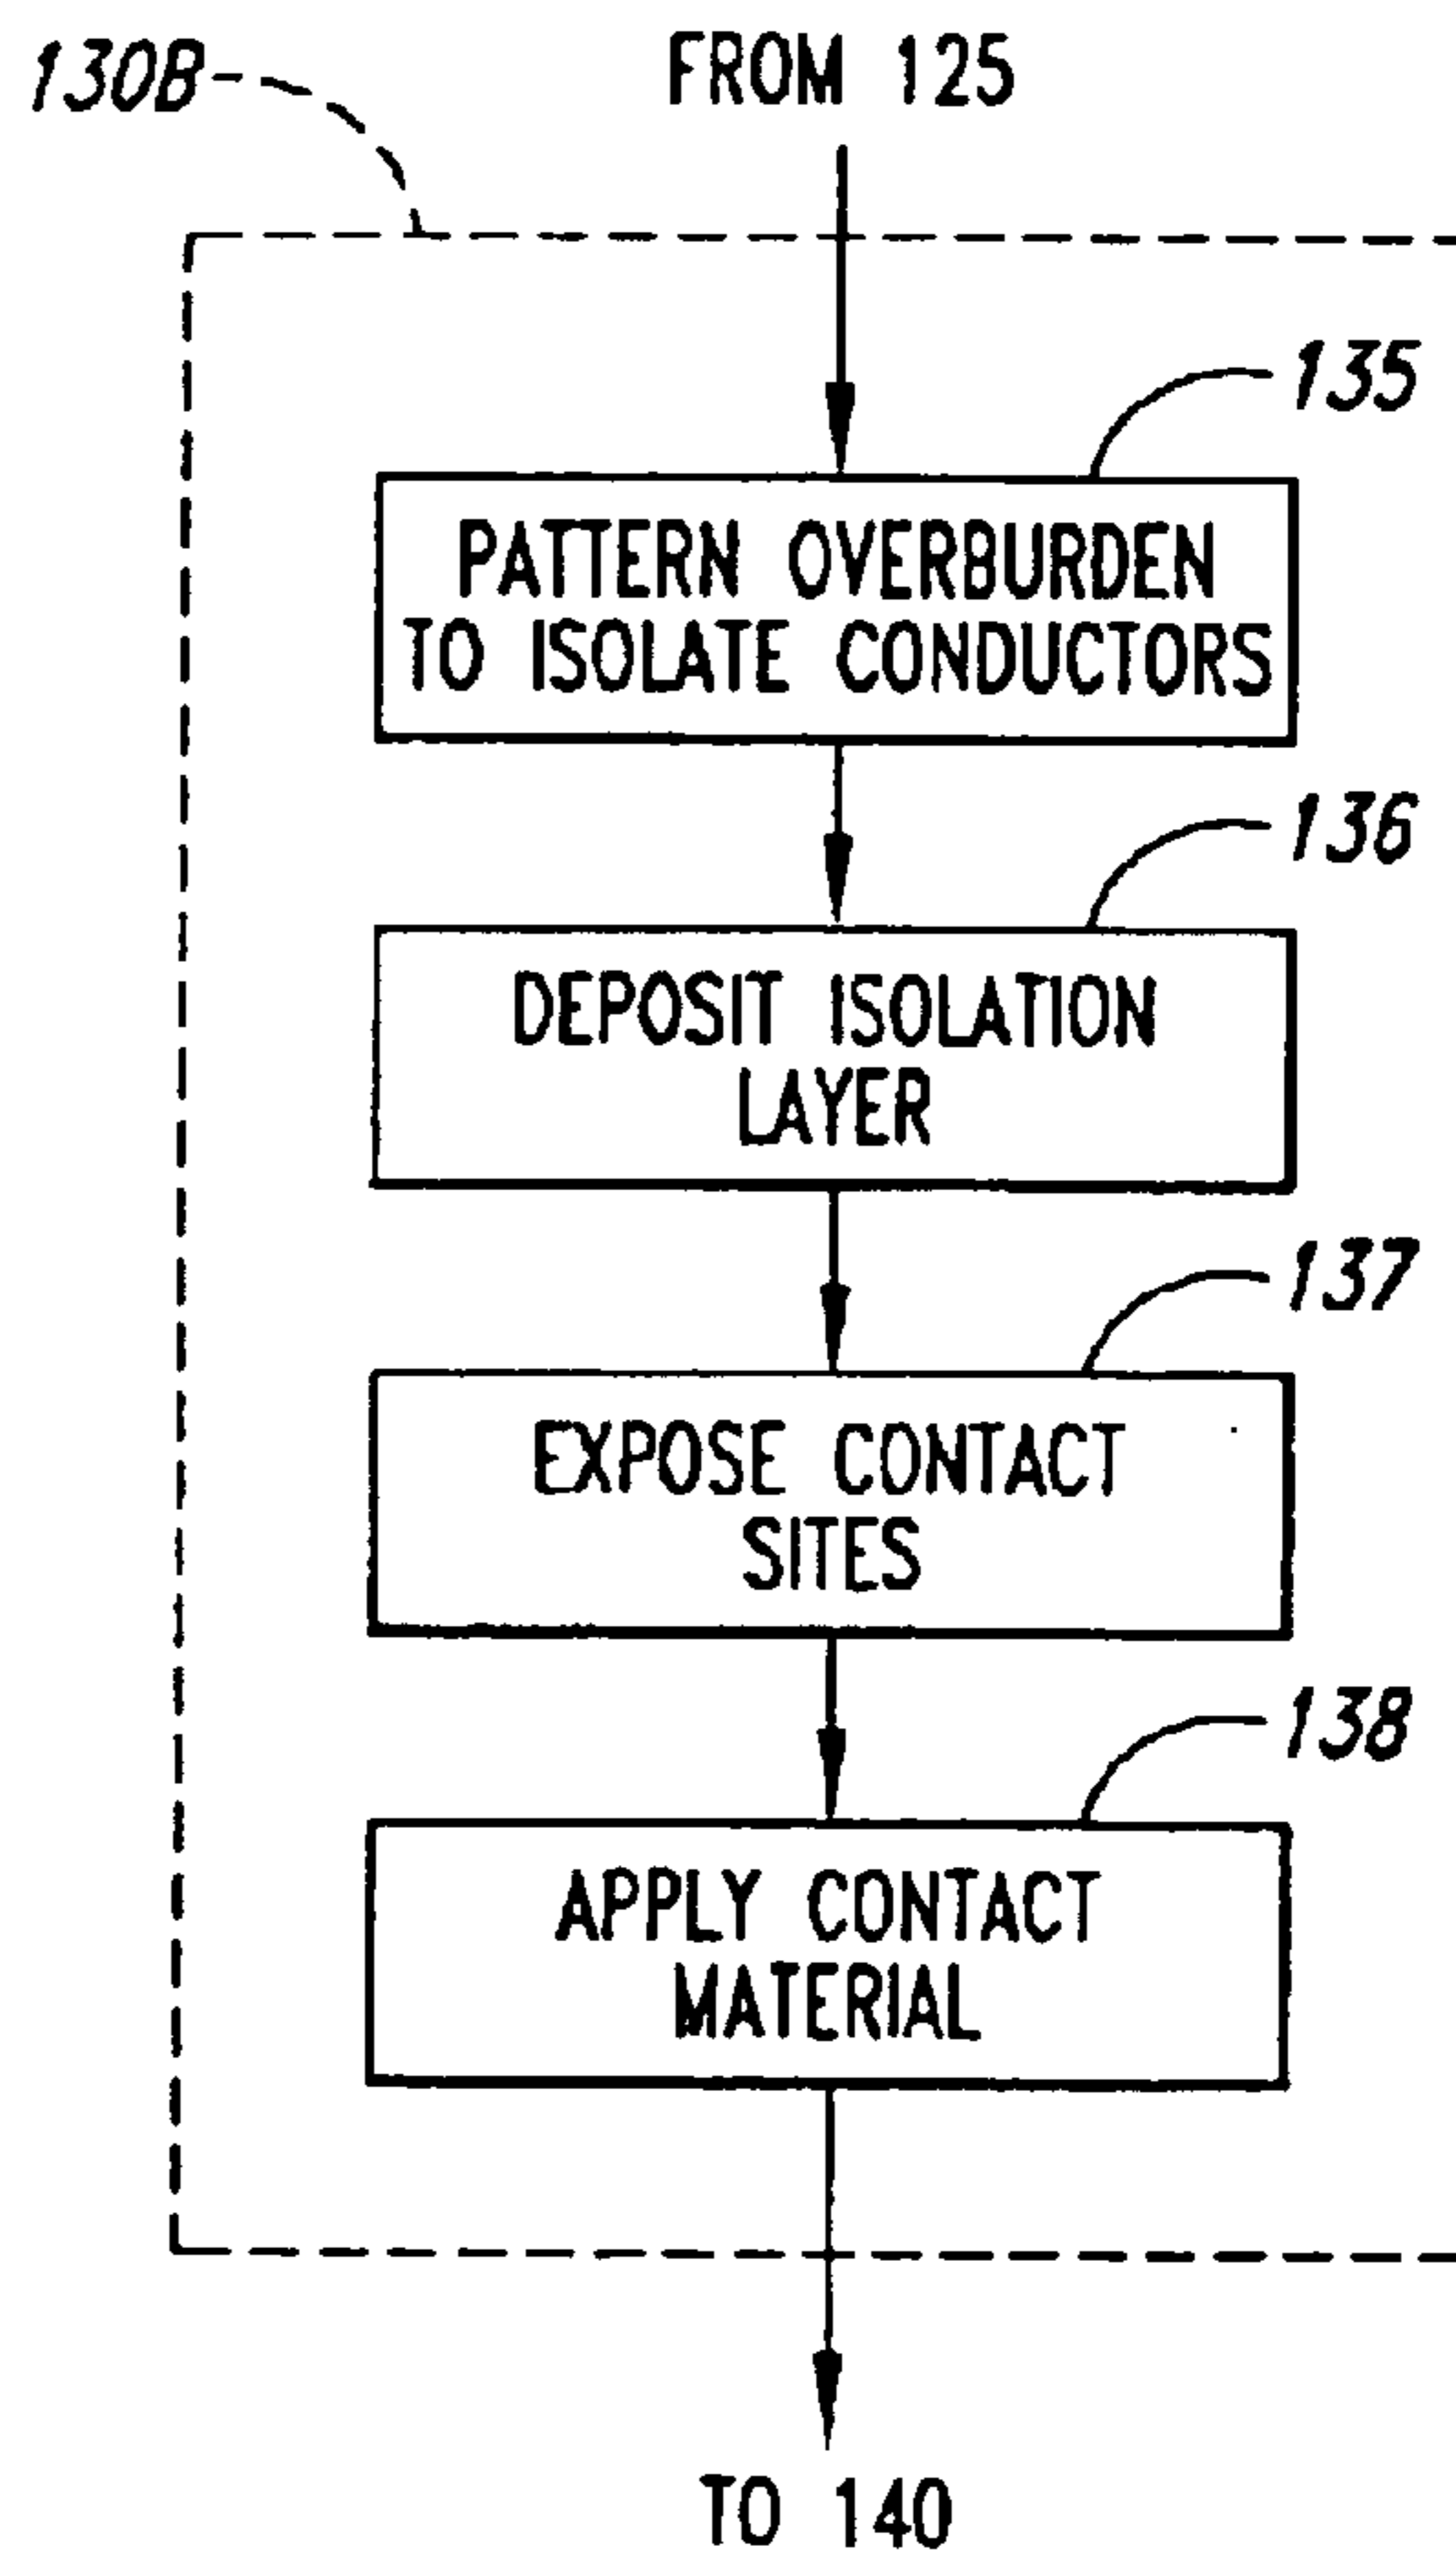 130B
FROM 125
135
PATTERN OVERBURDEN
TO ISOLATE CONDUCTORS
136
DEPOSIT ISOLATION
LAYER
137
EXPOSE CONTACT
SITES
138
APPLY CONTACT
MATERIAL
TO 140